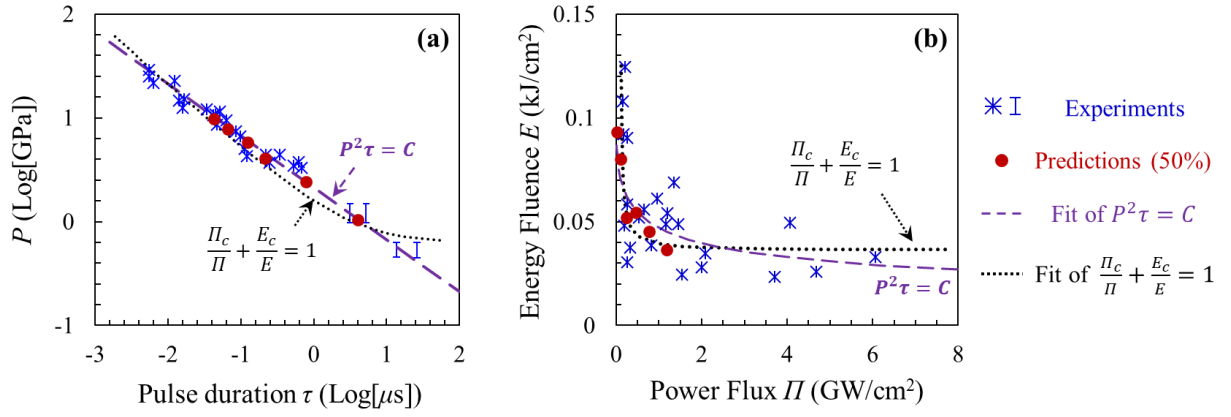 2
1
0
-1
P (Log[GPa])
-3
-2
-1
0
1
2
Pulse duration τ (Log[μs])
(a)
P²τ = C
Π_c/Π + E_c/E = 1
0.15
0.1
0.05
0
Energy Fluence E (kJ/cm²)
0
2
4
6
8
Power Flux Π (GW/cm²)
(b)
Π_c/Π + E_c/E = 1
P²τ = C
Experiments
Predictions (50%)
Fit of P²τ = C
Fit of Π_c/Π + E_c/E = 1